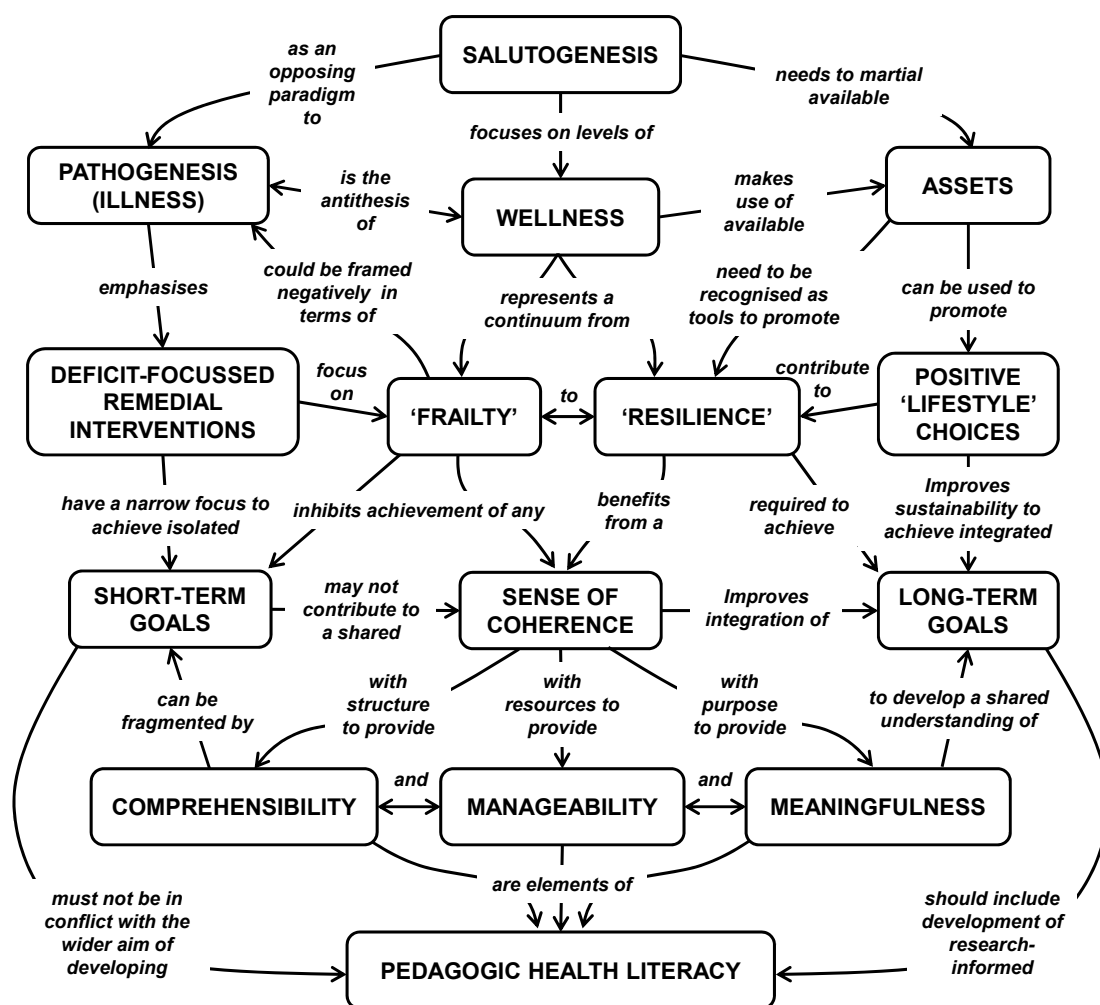 SALUTOGENESIS
as an
opposing
paradigm
to
needs to martial
available
focuses on levels of
PATHOGENESIS
(ILLNESS)
is the
antithesis
of
WELLNESS
makes
use of
available
ASSETS
emphasises
could be framed
negatively in
terms of
represents a
continuum from
need to be
recognised as
tools to promote
can be used to
promote
DEFICIT-FOCUSSED
REMEDIAL
INTERVENTIONS
focus
on
‘FRAILTY’
to
‘RESILIENCE’
contribute
to
POSITIVE
‘LIFESTYLE’
CHOICES
have a narrow focus to
achieve isolated
inhibits achievement of any
benefits
from a
required to
achieve
Improves
sustainability to
achieve integrated
SHORT-TERM
GOALS
may not
contribute to
a shared
SENSE OF
COHERENCE
Improves
integration of
LONG-TERM
GOALS
can be
fragmented by
with
structure
to provide
with
resources to
provide
with
purpose
to provide
to develop a shared
understanding of
COMPREHENSIBILITY
and
MANAGEABILITY
and
MEANINGFULNESS
are elements of
must not be in
conflict with the
wider aim of
developing
should include
development of
research-
informed
PEDAGOGIC HEALTH LITERACY